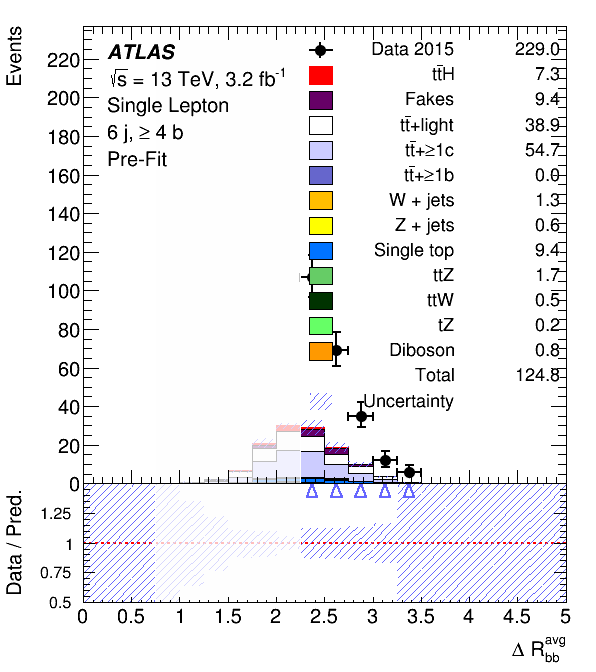 Events
ATLAS
√s = 13 TeV, 3.2 fb⁻¹
Single Lepton
6 j, ≥ 4 b
Pre-Fit
Data 2015 229.0
tt̄H 7.3
Fakes 9.4
tt̄+light 38.9
tt̄+≥1c 54.7
tt̄+≥1b 0.0
W + jets 1.3
Z + jets 0.6
Single top 9.4
ttZ 1.7
ttW 0.5
tZ 0.2
Diboson 0.8
Total 124.8
Uncertainty
220
200
180
160
140
120
100
80
60
40
20
0
Data / Pred.
1.25
1
0.75
0.5
0 0.5 1 1.5 2 2.5 3 3.5 4 4.5 5
Δ R_bb^avg